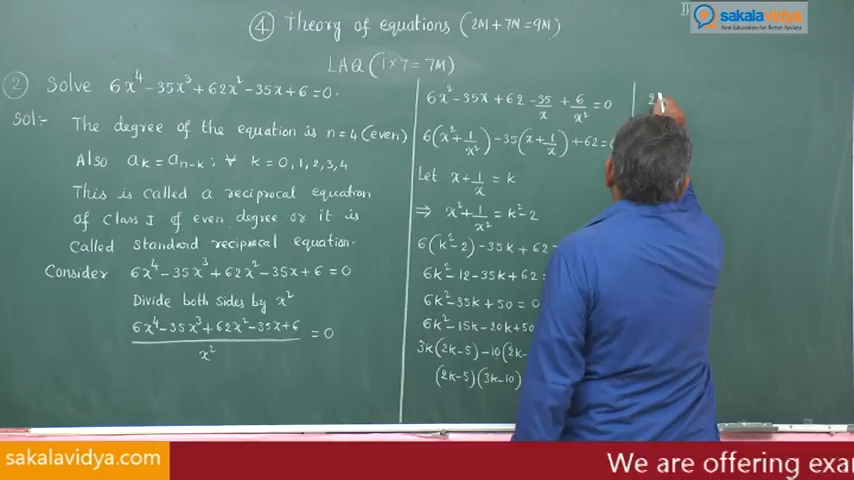 ④ Theory of equations (2M + 7M = 9M)
sakalavidya
Best Education for Better Society
LAQ (1×7 = 7M)
② Solve 6x⁴ - 35x³ + 62x² - 35x + 6 = 0.
Sol:- The degree of the equation is n = 4 (even)
Also aₖ = aₙ₋ₖ ; ∀ k = 0, 1, 2, 3, 4
This is called a reciprocal equation
of class I of even degree or it is
called standard reciprocal equation.
Consider 6x⁴ - 35x³ + 62x² - 35x + 6 = 0
Divide both sides by x²
(6x⁴ - 35x³ + 62x² - 35x + 6)/x² = 0
6x² - 35x + 62 - 35/x + 6/x² = 0
6(x² + 1/x²) - 35(x + 1/x) + 62 =
Let x + 1/x = k
⇒ x² + 1/x² = k² - 2
6(k² - 2) - 35k + 62
6k² - 12 - 35k + 62 =
6k² - 35k + 50 = 0
6k² - 15k - 20k + 50
3k(2k - 5) - 10(2k -
(2k - 5)(3k - 10)
2
sakalavidya.com
We are offering exa